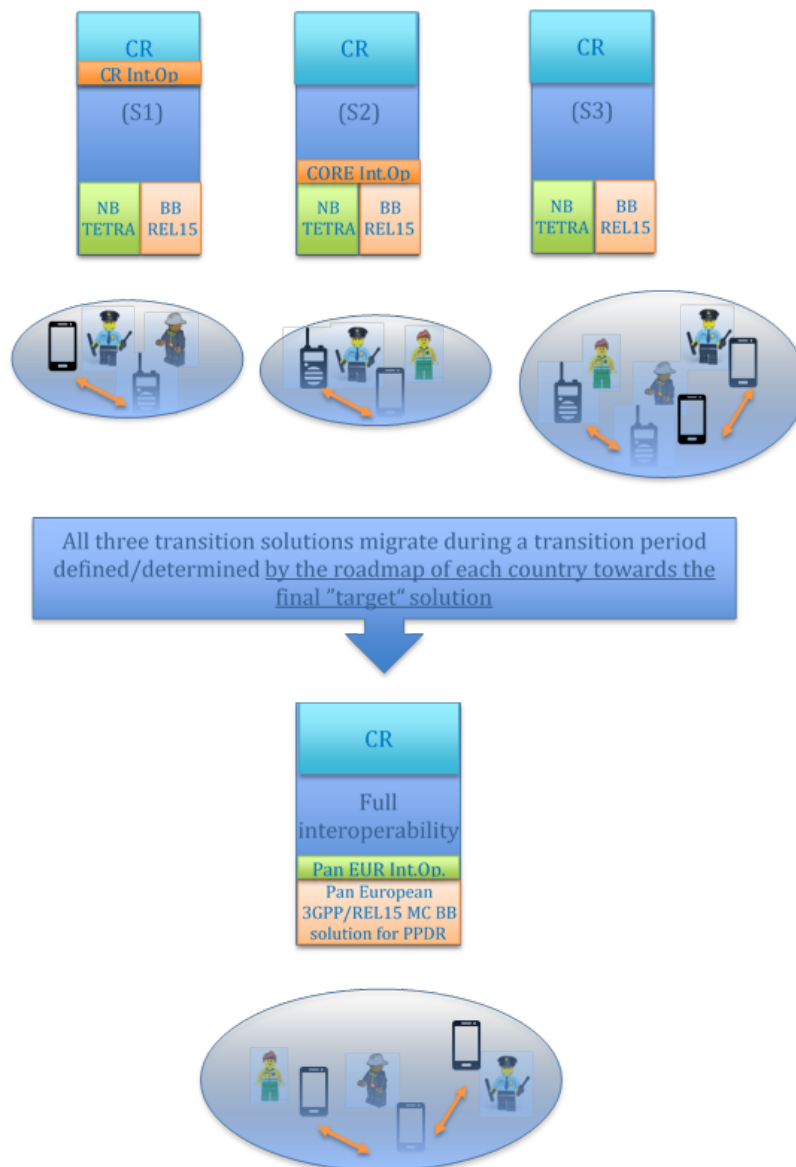 CR
CR Int.Op
(S1)
NB
TETRA
BB
REL15
CR
(S2)
CORE Int.Op
NB
TETRA
BB
REL15
CR
(S3)
NB
TETRA
BB
REL15
All three transition solutions migrate during a transition period
defined/determined by the roadmap of each country towards the
final ”target“ solution
CR
Full
interoperability
Pan EUR Int.Op.
Pan European
3GPP/REL15 MC BB
solution for PPDR